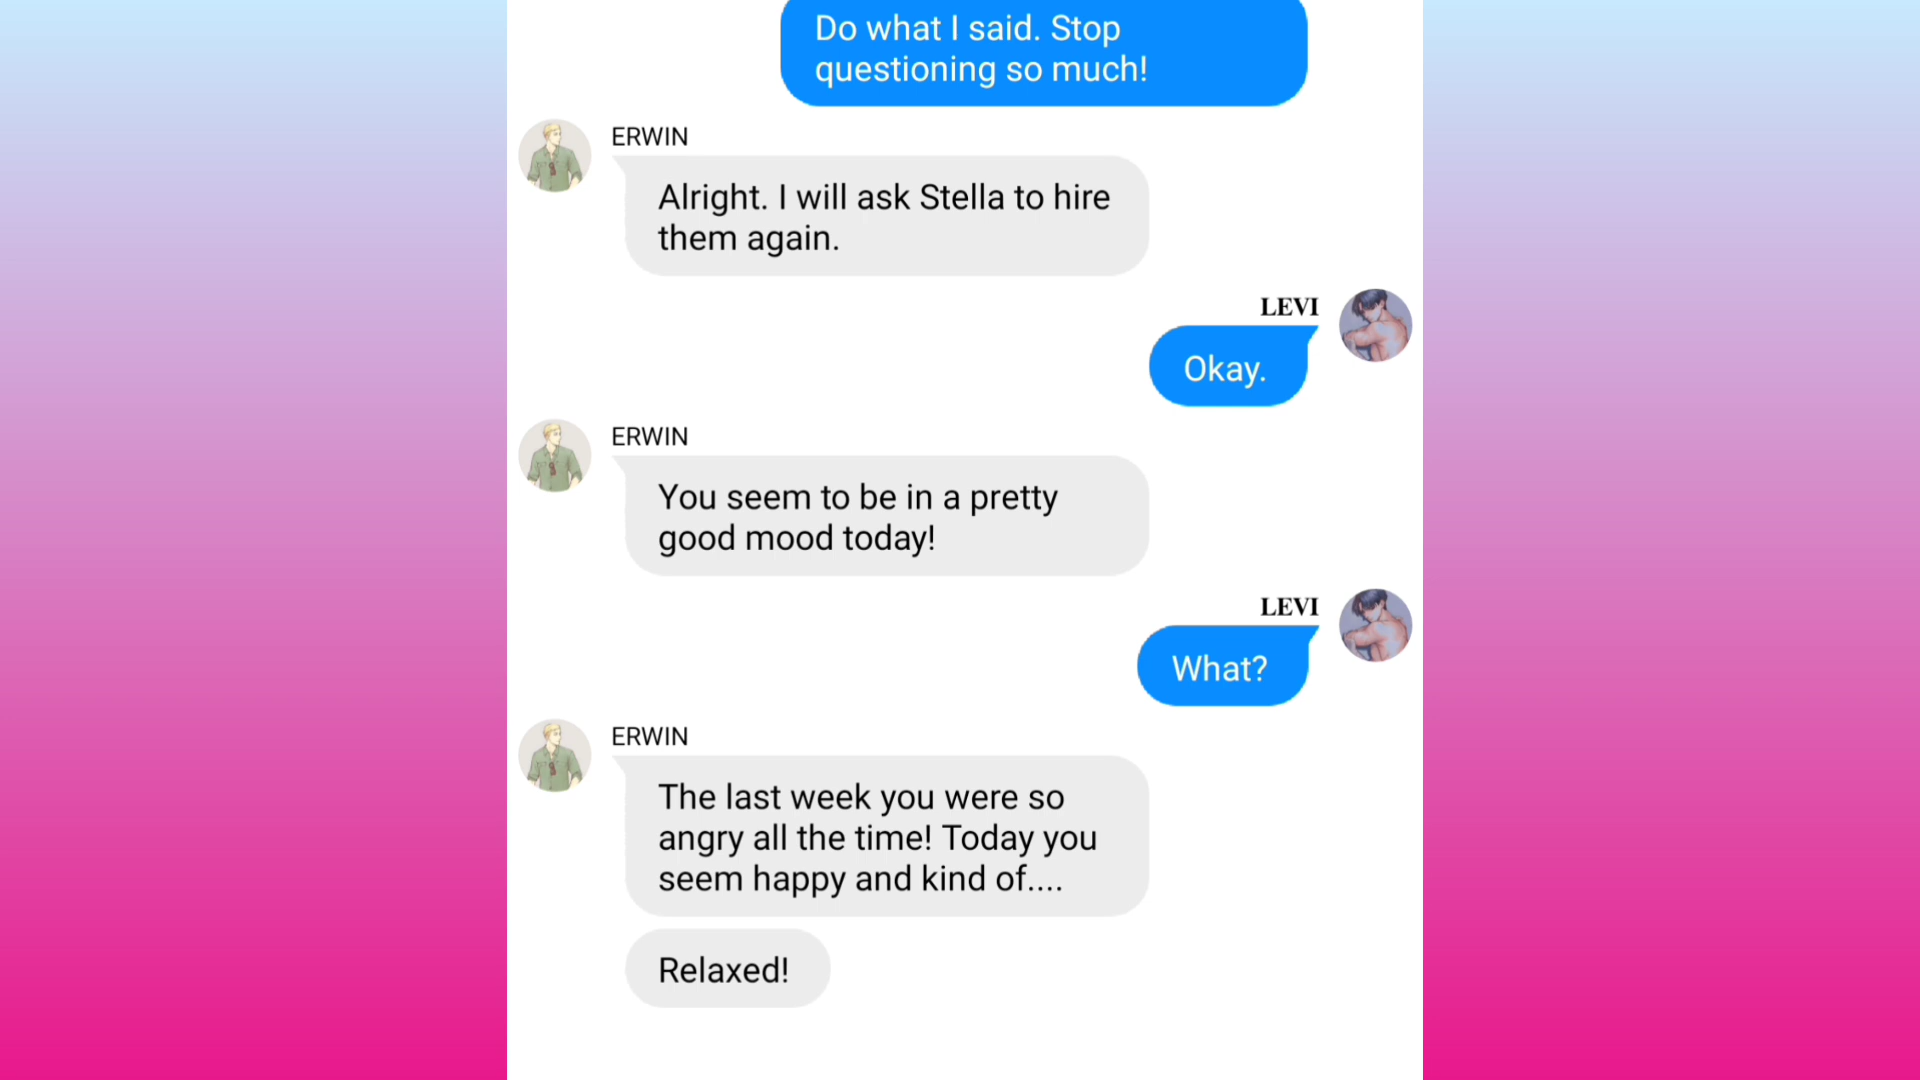 Do what I said. Stop
questioning so much!
ERWIN
Alright. I will ask Stella to hire
them again.
LEVI
Okay.
ERWIN
You seem to be in a pretty
good mood today!
LEVI
What?
ERWIN
The last week you were so
angry all the time! Today you
seem happy and kind of....
Relaxed!